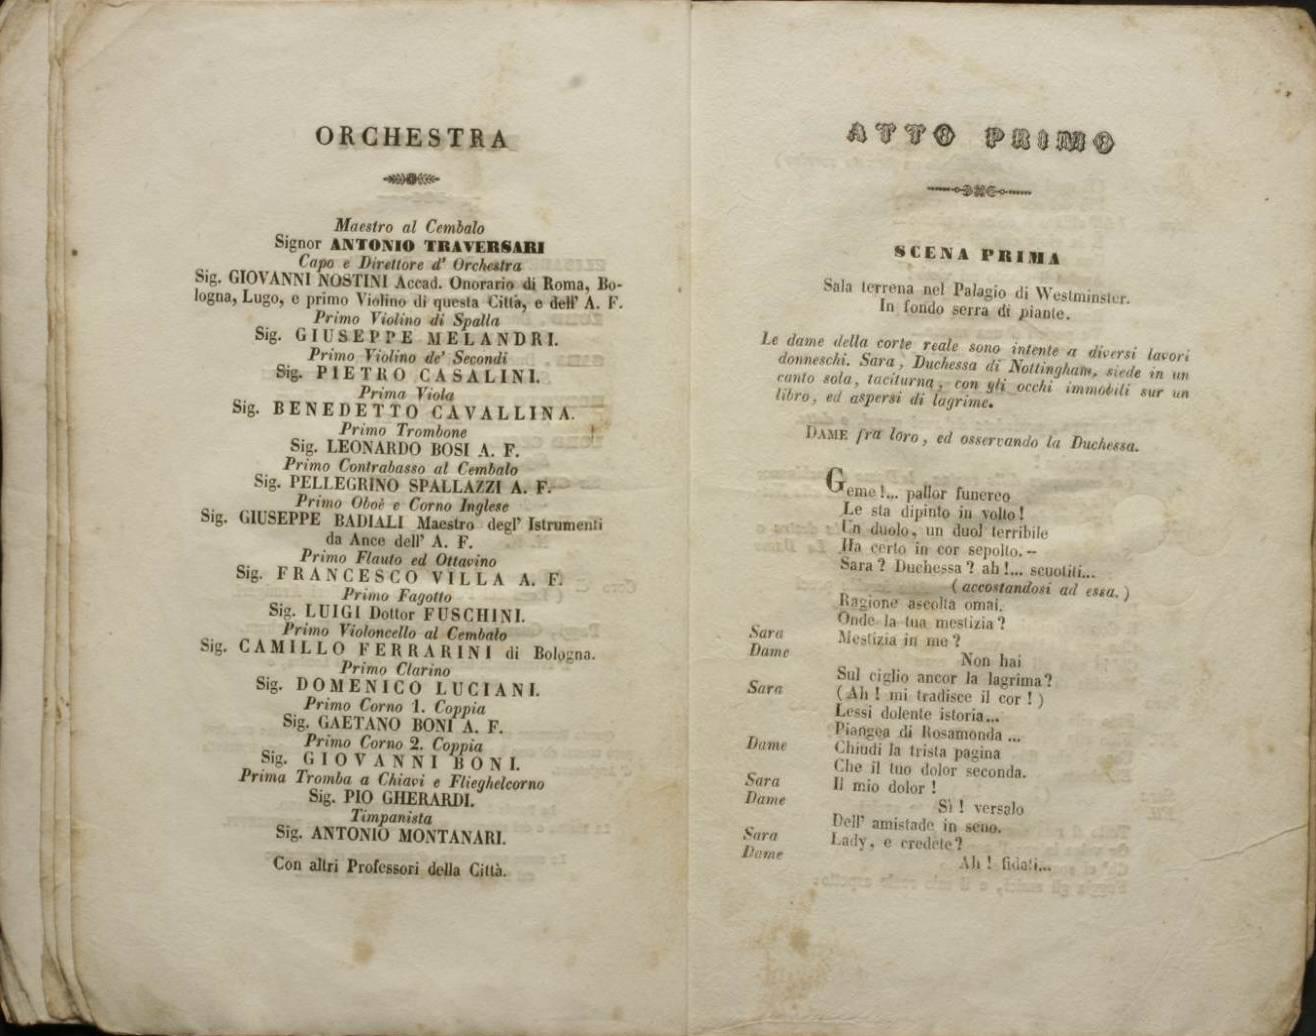 ORCHESTRA
Maestro al Cembalo
Signor ANTONIO TRAVERSARI
Capo e Direttore d' Orchestra
Sig. GIOVANNI NOSTINI Accad. Onorario di Roma, Bo-
logna, Lugo, e primo Violino di questa Città, e dell' A. F.
Primo Violino di Spalla
Sig. GIUSEPPE MELANDRI.
Primo Violino de' Secondi
Sig. PIETRO CASALINI.
Prima Viola
Sig. BENEDETTO CAVALLINA.
Primo Trombone
Sig. LEONARDO BOSI A. F.
Primo Contrabasso al Cembalo
Sig. PELLEGRINO SPALLAZZI A. F.
Primo Oboè e Corno Inglese
Sig. GIUSEPPE BADIALI Maestro degl' Istrumenti
da Ance dell' A. F.
Primo Flauto ed Ottavino
Sig. FRANCESCO VILLA A. F.
Primo Fagotto
Sig. LUIGI Dottor FUSCHINI.
Primo Violoncello al Cembalo
Sig. CAMILLO FERRARINI di Bologna.
Primo Clarino
Sig. DOMENICO LUCIANI.
Primo Corno 1. Coppia
Sig. GAETANO BONI A. F.
Primo Corno 2. Coppia
Sig. GIOVANNI BONI.
Prima Tromba a Chiavi e Flieghelcorno
Sig. PIO GHERARDI.
Timpanista
Sig. ANTONIO MONTANARI.
Con altri Professori della Città.
ATTO PRIMO
SCENA PRIMA
Sala terrena nel Palagio di Westminster.
In fondo serra di piante.
Le dame della corte reale sono intente a diversi lavori
donneschi. Sara, Duchessa di Nottingham, siede in un
canto sola, taciturna, con gli occhi immobili sur un
libro, ed aspersi di lagrime.
DAME fra loro, ed osservando la Duchessa.
Geme!... pallor funereo
Le sta dipinto in volto!
Un duolo, un duol terribile
Ha certo in cor sepolto.--
Sara? Duchessa? ah!... scuotiti...
(accostandosi ad essa.)
Ragione ascolta omai.
Onde la tua mestizia?
Sara Mestizia in me?
Dame Non hai
Sul ciglio ancor la lagrima?
Sara (Ah! mi tradisce il cor!)
Lessi dolente istoria...
Piangea di Rosamonda...
Dame Chiudi la trista pagina
Che il tuo dolor seconda.
Sara Il mio dolor!
Dame Sì! versalo
Dell' amistade in seno.
Sara Lady, e credete?
Dame Ah! fidati...